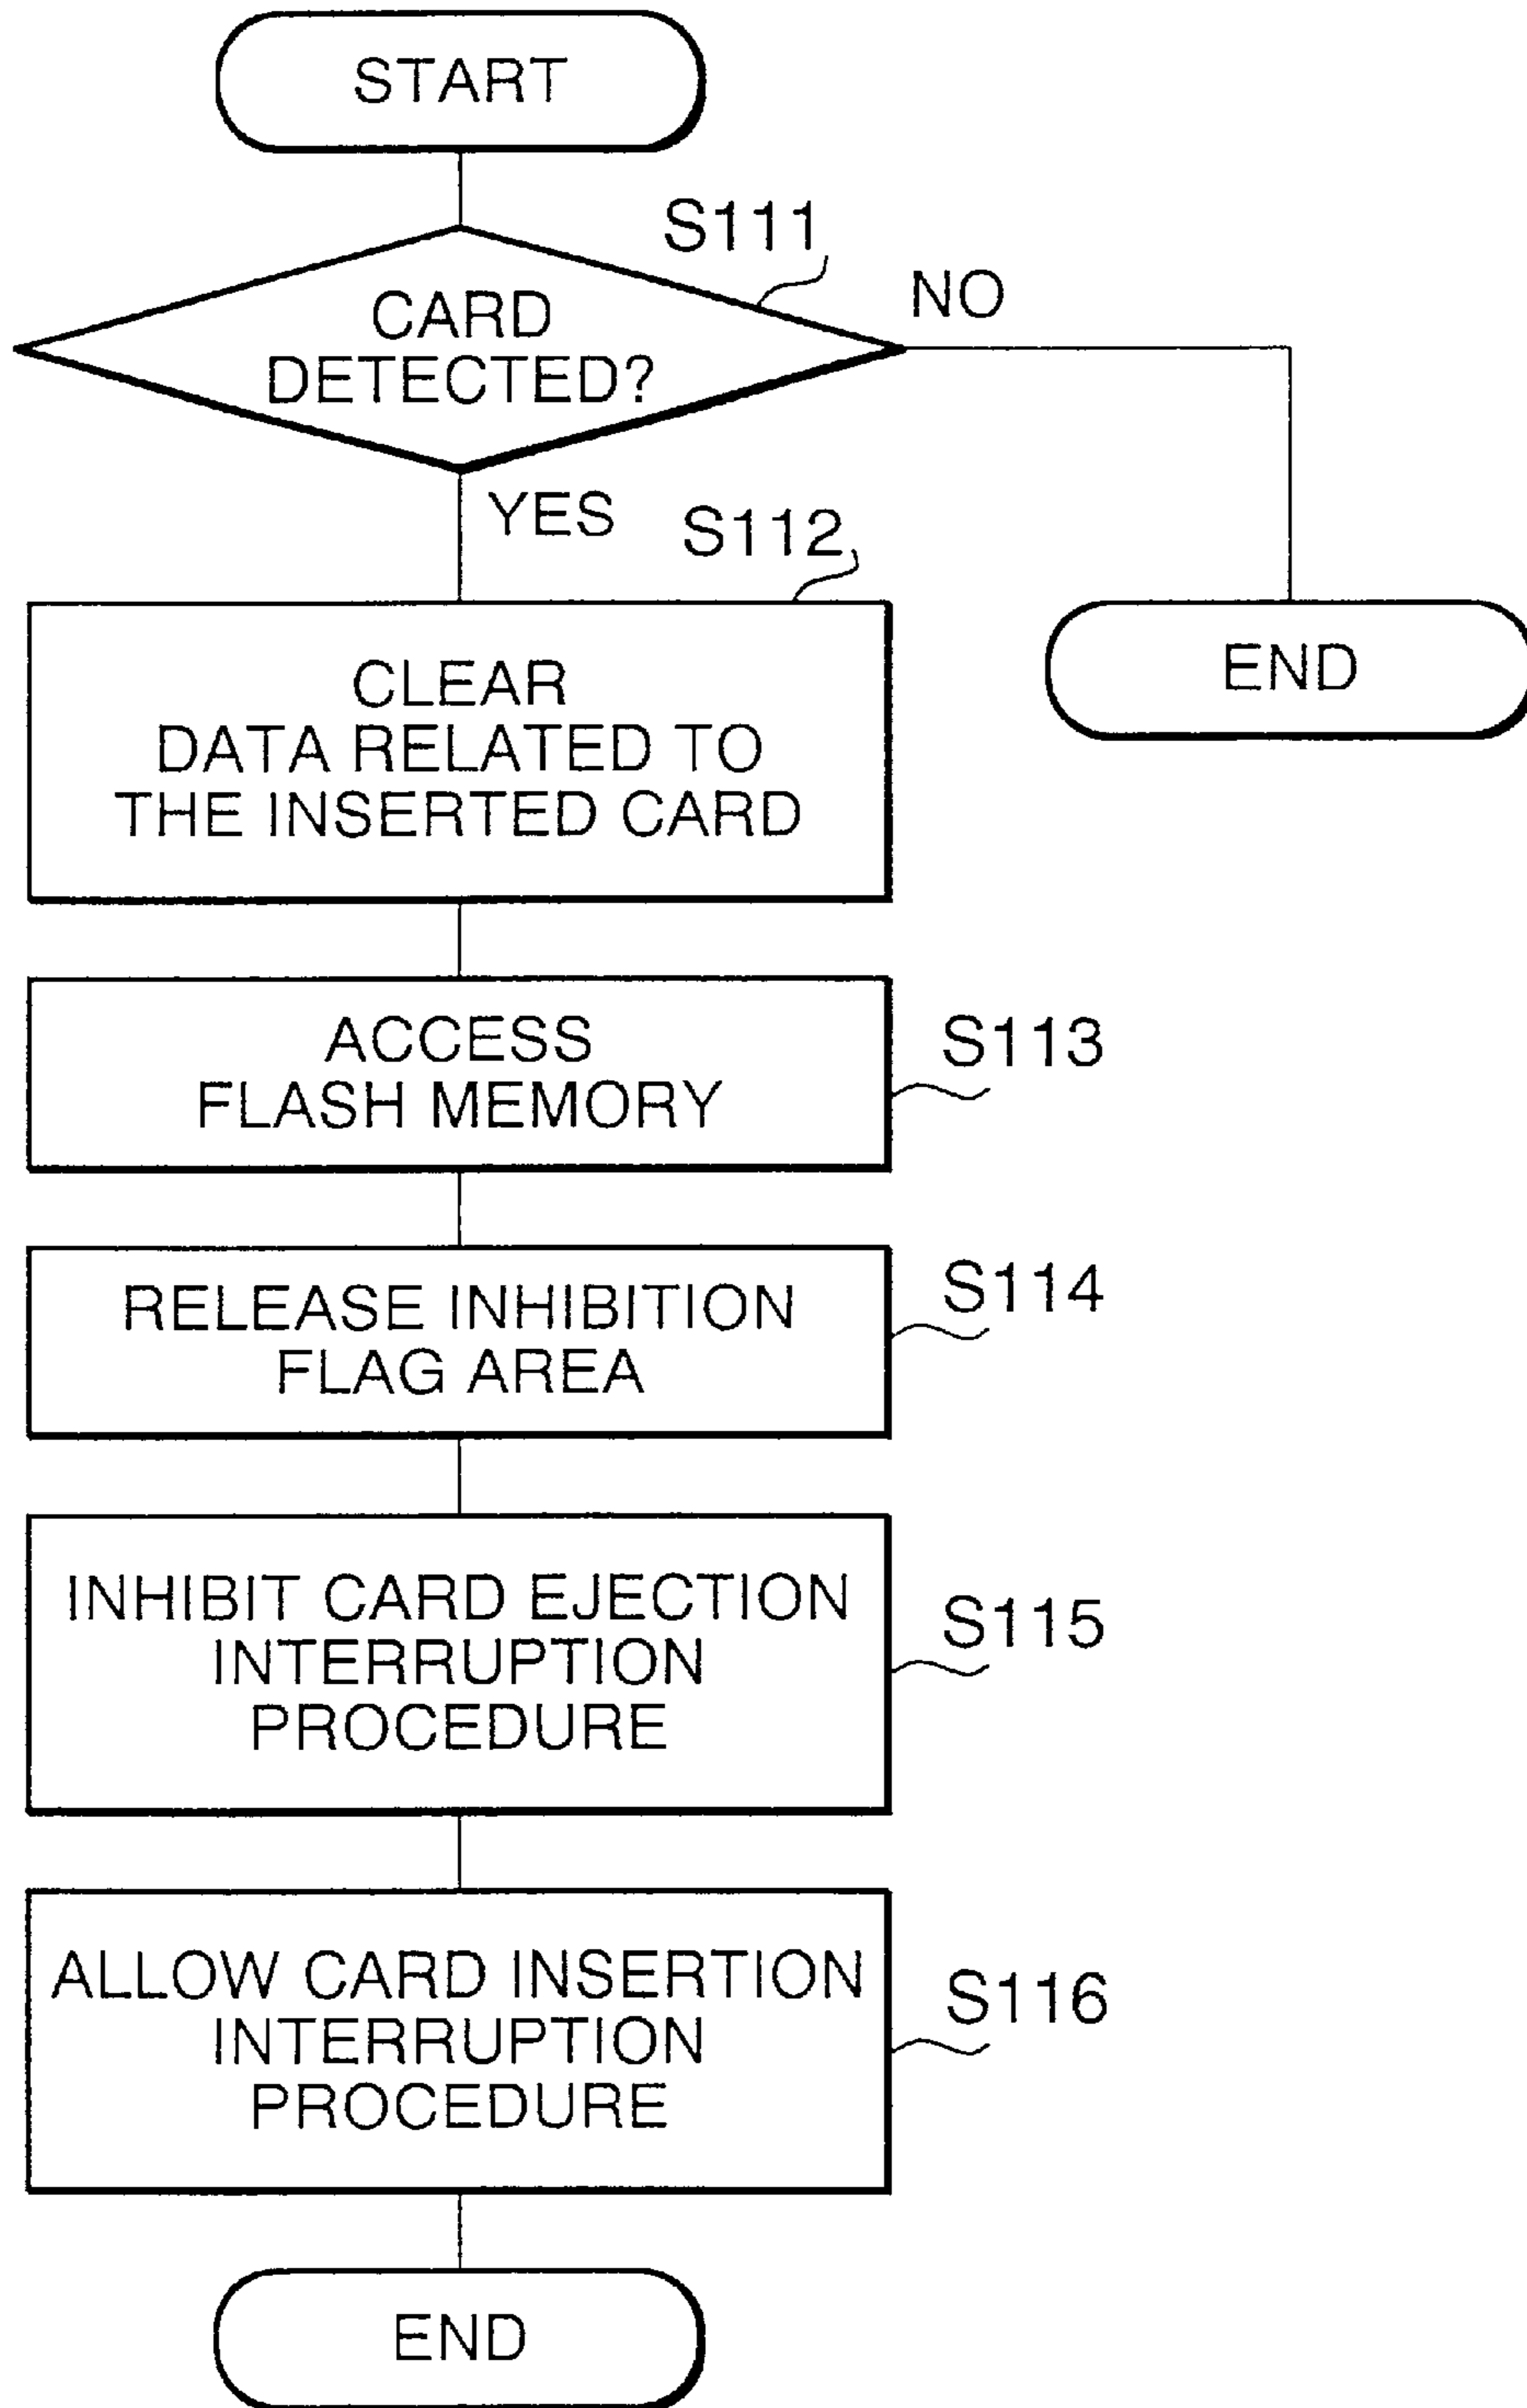 START
S111
CARD
DETECTED?
NO
YES
S112
CLEAR
DATA RELATED TO
THE INSERTED CARD
END
ACCESS
FLASH MEMORY
S113
RELEASE INHIBITION
FLAG AREA
S114
INHIBIT CARD EJECTION
INTERRUPTION
PROCEDURE
S115
ALLOW CARD INSERTION
INTERRUPTION
PROCEDURE
S116
END